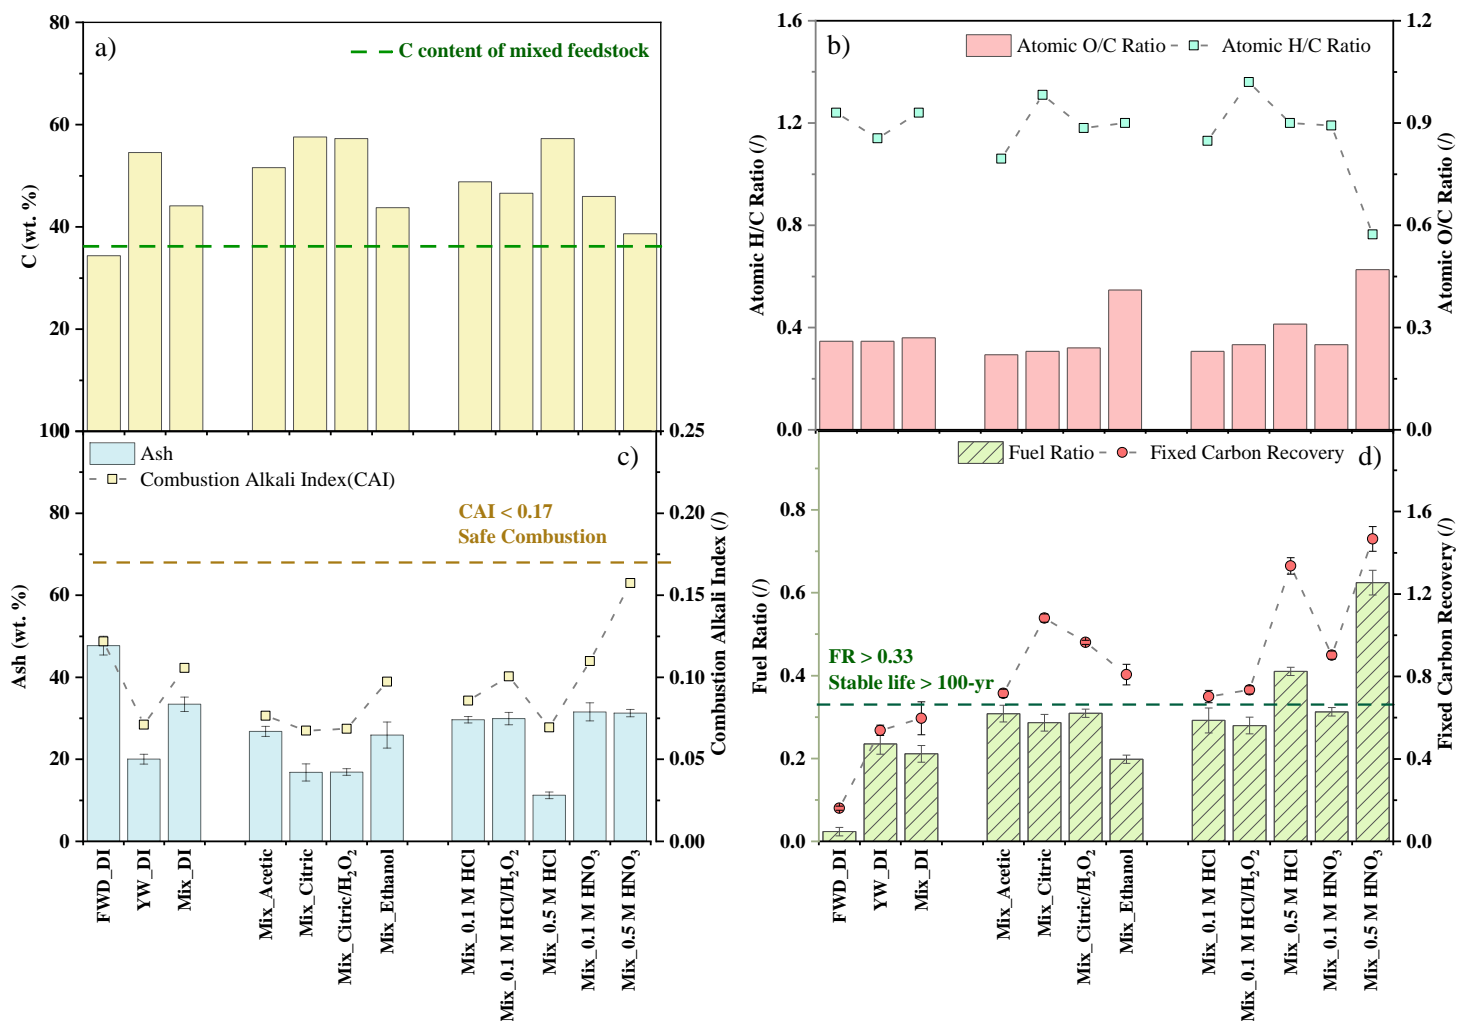 a)
C content of mixed feedstock
80
60
40
20
100
C (wt. %)
b)
Atomic O/C Ratio
Atomic H/C Ratio
1.6
1.2
0.8
0.4
0.0
Atomic H/C Ratio (/)
1.2
0.9
0.6
0.3
0.0
Atomic O/C Ratio (/)
c)
Ash
Combustion Alkali Index(CAI)
CAI < 0.17
Safe Combustion
80
60
40
20
0
Ash (wt. %)
0.25
0.20
0.15
0.10
0.05
0.00
Combustion Alkali Index (/)
FWD_DI
YW_DI
Mix_DI
Mix_Acetic
Mix_Citric
Mix_Citric/H₂O₂
Mix_Ethanol
Mix_0.1 M HCl
Mix_0.1 M HCl/H₂O₂
Mix_0.5 M HCl
Mix_0.1 M HNO₃
Mix_0.5 M HNO₃
d)
Fuel Ratio
Fixed Carbon Recovery
FR > 0.33
Stable life > 100-yr
0.8
0.6
0.4
0.2
0.0
Fuel Ratio (/)
1.6
1.2
0.8
0.4
0.0
Fixed Carbon Recovery (/)
FWD_DI
YW_DI
Mix_DI
Mix_Acetic
Mix_Citric
Mix_Citric/H₂O₂
Mix_Ethanol
Mix_0.1 M HCl
Mix_0.1 M HCl/H₂O₂
Mix_0.5 M HCl
Mix_0.1 M HNO₃
Mix_0.5 M HNO₃